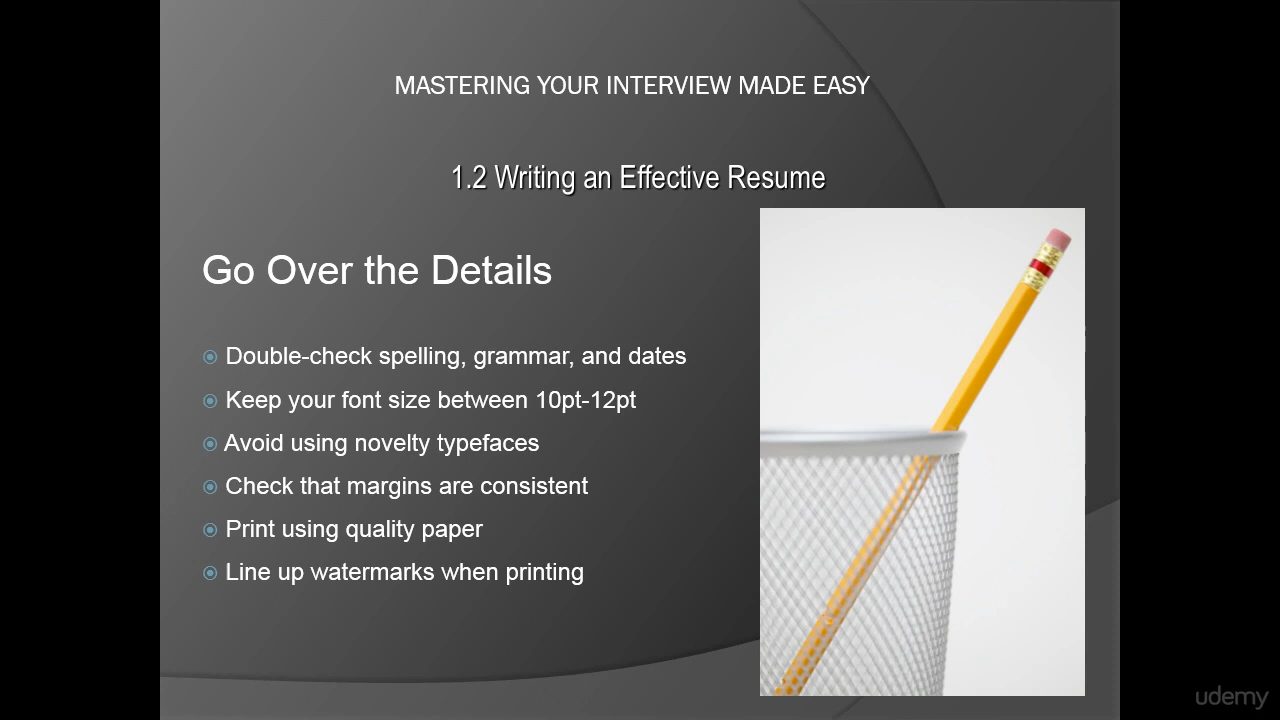 MASTERING YOUR INTERVIEW MADE EASY
1.2 Writing an Effective Resume
Go Over the Details
Double-check spelling, grammar, and dates
Keep your font size between 10pt-12pt
Avoid using novelty typefaces
Check that margins are consistent
Print using quality paper
Line up watermarks when printing
udemy